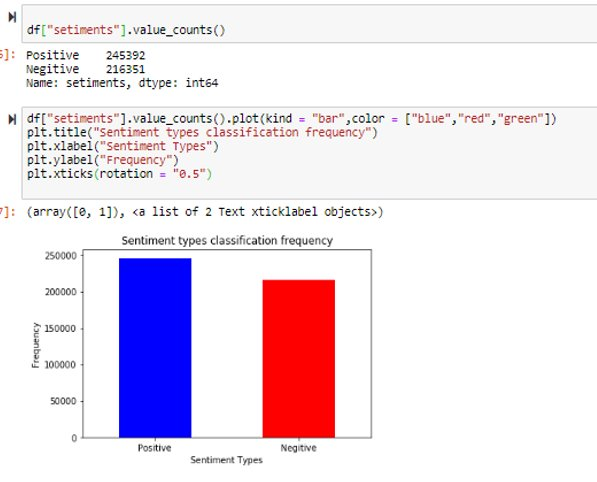 df["setiments"].value_counts()
]: Positive    245392
Negitive    216351
Name: setiments, dtype: int64
df["setiments"].value_counts().plot(kind = "bar",color = ["blue","red","green"])
plt.title("Sentiment types classification frequency")
plt.xlabel("Sentiment Types")
plt.ylabel("Frequency")
plt.xticks(rotation = "0.5")
7]: (array([0, 1]), <a list of 2 Text xticklabel objects>)
Sentiment types classification frequency
250000
200000
150000
100000
50000
0
Frequency
Positive Negitive
Sentiment Types